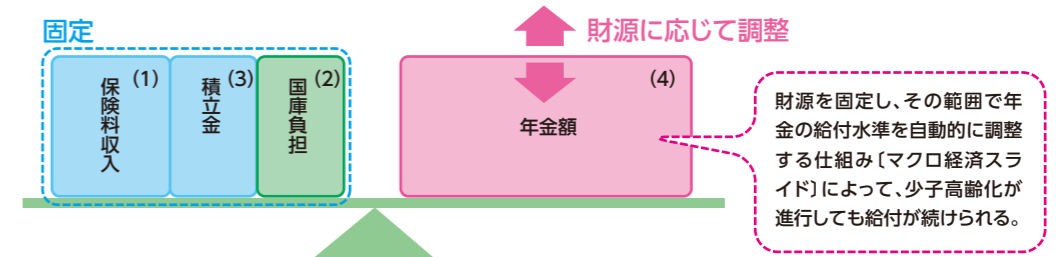 固定
財源に応じて調整
保険料収入
(1)
積立金
(3)
国庫負担
(2)
年金額
(4)
財源を固定し、その範囲で年
金の給付水準を自動的に調整
する仕組み〔マクロ経済スラ
イド〕によって、少子高齢化が
進行しても給付が続けられる。